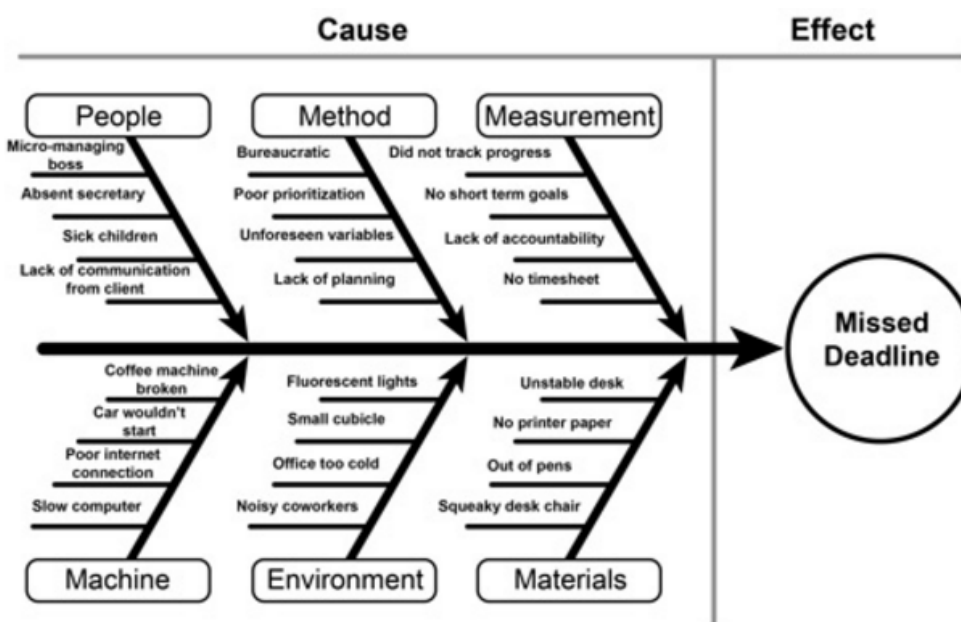 Cause
Effect
People
Method
Measurement
Micro-managing
boss
Absent secretary
Sick children
Lack of communication
from client
Bureaucratic
Poor prioritization
Unforeseen variables
Lack of planning
Did not track progress
No short term goals
Lack of accountability
No timesheet
Missed
Deadline
Coffee machine
broken
Car wouldn't
start
Poor internet
connection
Slow computer
Fluorescent lights
Small cubicle
Office too cold
Noisy coworkers
Unstable desk
No printer paper
Out of pens
Squeaky desk chair
Machine
Environment
Materials